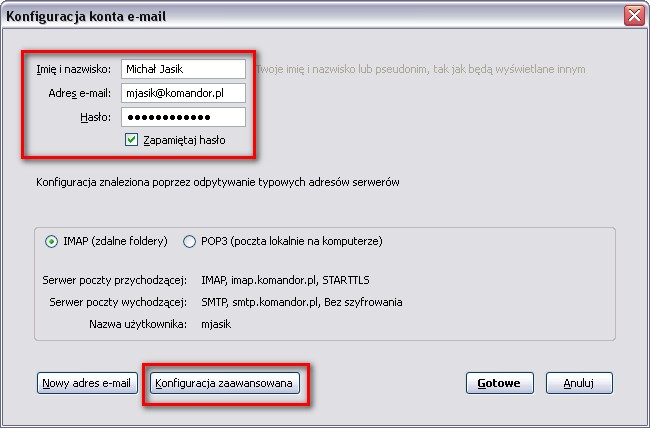 Konfiguracja konta e-mail
Imię i nazwisko: Michał Jasik Twoje imię i nazwisko lub pseudonim, tak jak będą wyświetlane innym
Adres e-mail: mjasik@komandor.pl
Hasło: ●●●●●●●●●●●●
Zapamiętaj hasło
Konfiguracja znaleziona poprzez odpytywanie typowych adresów serwerów
IMAP (zdalne foldery) POP3 (poczta lokalnie na komputerze)
Serwer poczty przychodzącej: IMAP, imap.komandor.pl, STARTTLS
Serwer poczty wychodzącej: SMTP, smtp.komandor.pl, Bez szyfrowania
Nazwa użytkownika: mjasik
Nowy adres e-mail Konfiguracja zaawansowana Gotowe Anuluj